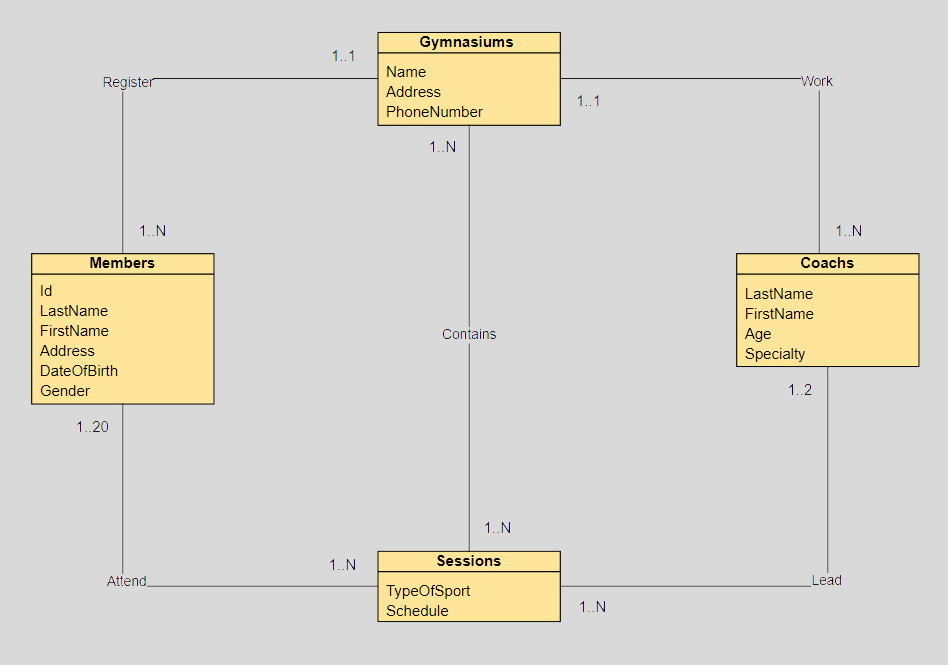 Gymnasiums
1..1
Name
Register
Work
Address
1..1
PhoneNumber
1..N
1..N
1..N
Members
Coachs
Id
LastName
LastName
FirstName
FirstName
Address
Age
Contains
DateOfBirth
Specialty
Gender
1..2
1..20
1..N
Sessions
1..N
Attend
Lead
TypeOfSport
1..N
Schedule